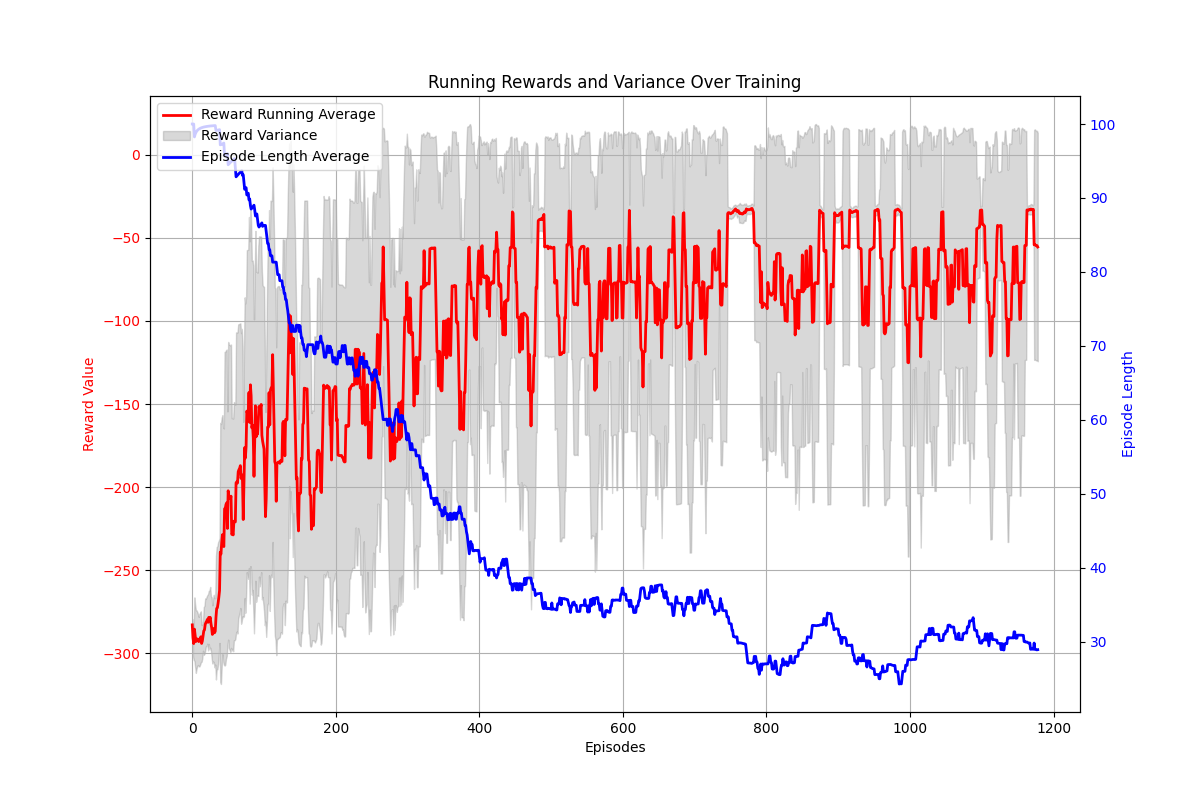 Running Rewards and Variance Over Training
Reward Running Average
Reward Variance
Episode Length Average
0
−50
−100
−150
−200
−250
−300
Reward Value
100
90
80
70
60
50
40
30
Episode Length
0 200 400 600 800 1000 1200
Episodes